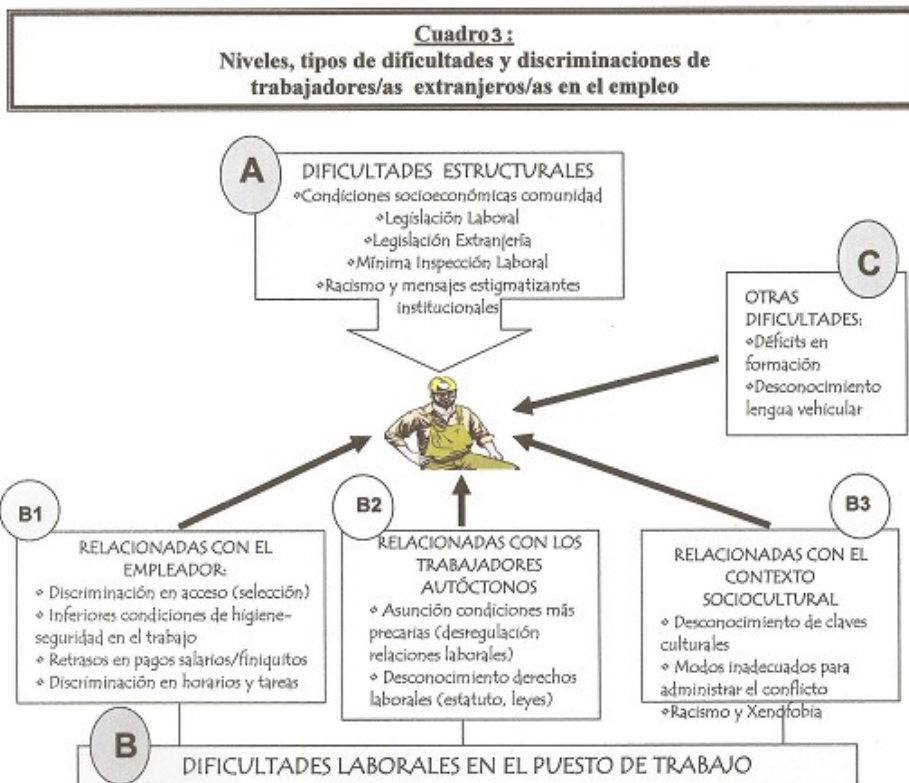 Cuadro 3 :
Niveles, tipos de dificultades y discriminaciones de
trabajadores/as extranjeros/as en el empleo
A
DIFICULTADES ESTRUCTURALES
Condiciones socioeconómicas comunidad
Legislación Laboral
Legislación Extranjería
Mínima Inspección Laboral
Racismo y mensajes estigmatizantes
institucionales
C
OTRAS
DIFICULTADES:
Déficits en
formación
Desconocimiento
lengua vehicular
B1
RELACIONADAS CON EL
EMPLEADOR:
Discriminación en acceso (selección)
Inferiores condiciones de higiene-
seguridad en el trabajo
Retrasos en pagos salarios/finiquitos
Discriminación en horarios y tareas
B2
RELACIONADAS CON LOS
TRABAJADORES
AUTÓCTONOS
Asunción condiciones más
precarias (desregulación
relaciones laborales)
Desconocimiento derechos
laborales (estatuto, leyes)
B3
RELACIONADAS CON EL
CONTEXTO
SOCIOCULTURAL
Desconocimiento de claves
culturales
Modos inadecuados para
administrar el conflicto
Racismo y Xenofobia
B
DIFICULTADES LABORALES EN EL PUESTO DE TRABAJO